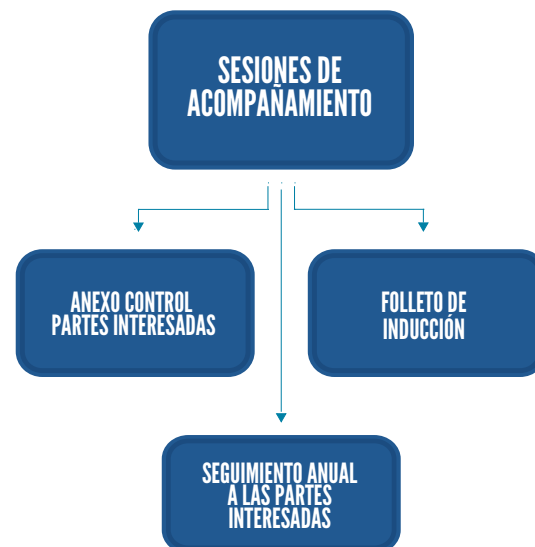 SESIONES DE
ACOMPAÑAMIENTO
ANEXO CONTROL
PARTES INTERESADAS
FOLLETO DE
INDUCCIÓN
SEGUIMIENTO ANUAL
A LAS PARTES
INTERESADAS